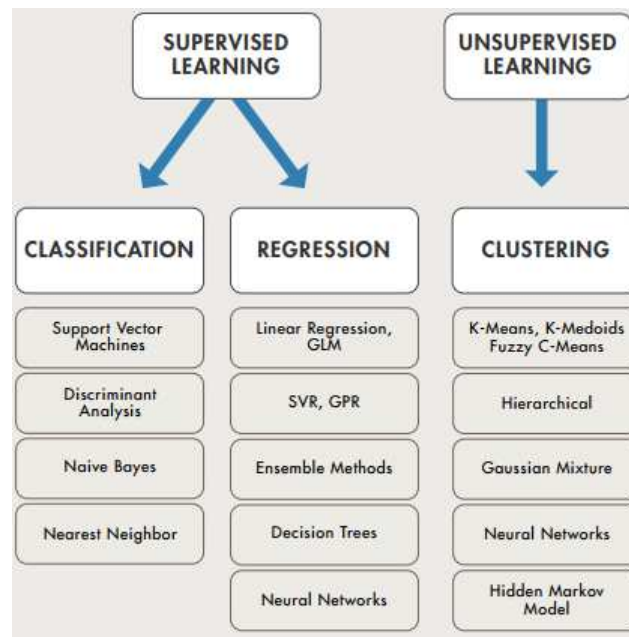 SUPERVISED
LEARNING
UNSUPERVISED
LEARNING
CLASSIFICATION
REGRESSION
CLUSTERING
Support Vector
Machines
Discriminant
Analysis
Naive Bayes
Nearest Neighbor
Linear Regression,
GLM
SVR, GPR
Ensemble Methods
Decision Trees
Neural Networks
K-Means, K-Medoids
Fuzzy C-Means
Hierarchical
Gaussian Mixture
Neural Networks
Hidden Markov
Model